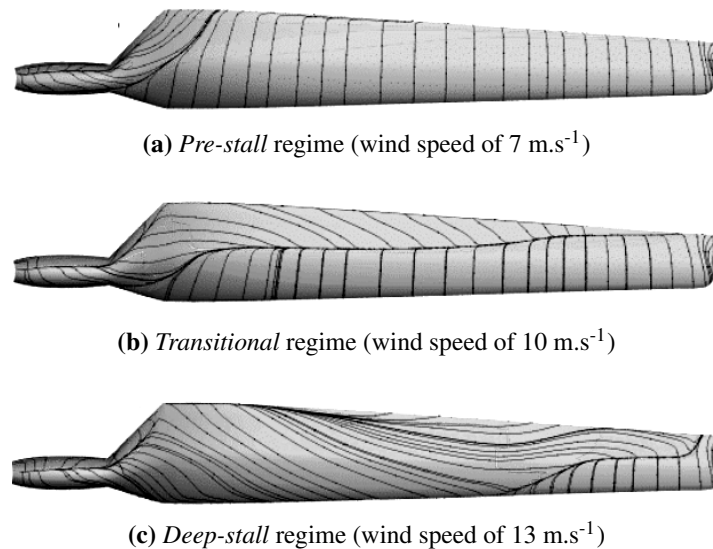 (a) Pre-stall regime (wind speed of 7 m.s-1)
(b) Transitional regime (wind speed of 10 m.s-1)
(c) Deep-stall regime (wind speed of 13 m.s-1)